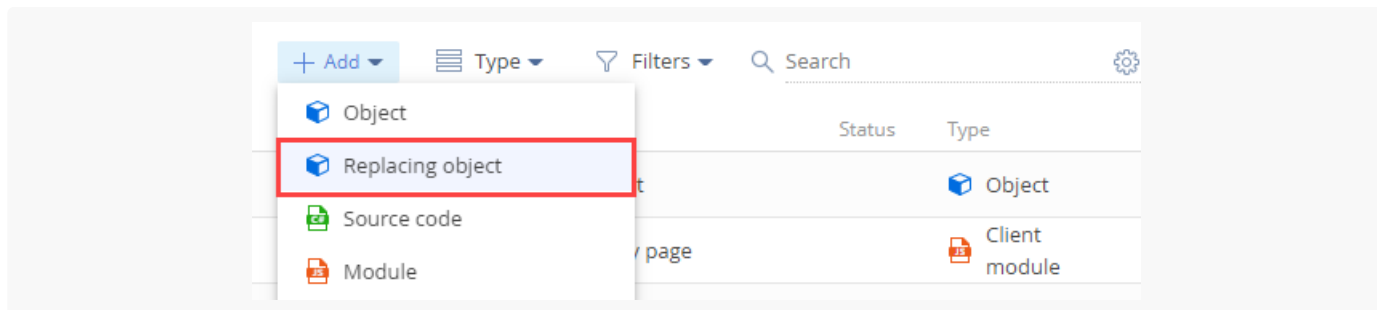 Add Type Filters Search
Object
Status Type
Replacing object
t Object
Source code
y page Client
module
Module